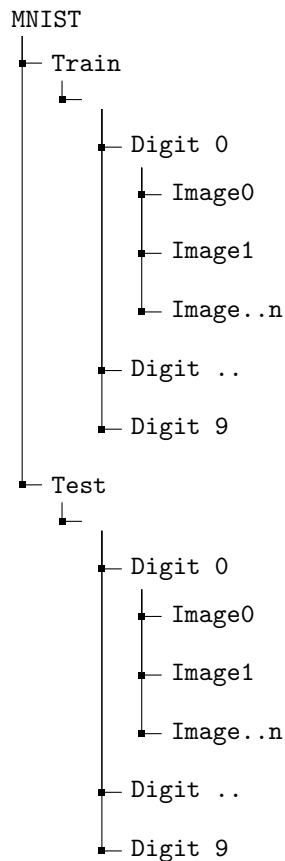 MNIST
Train
Digit 0
Image0
Image1
Image..n
Digit ..
Digit 9
Test
Digit 0
Image0
Image1
Image..n
Digit ..
Digit 9